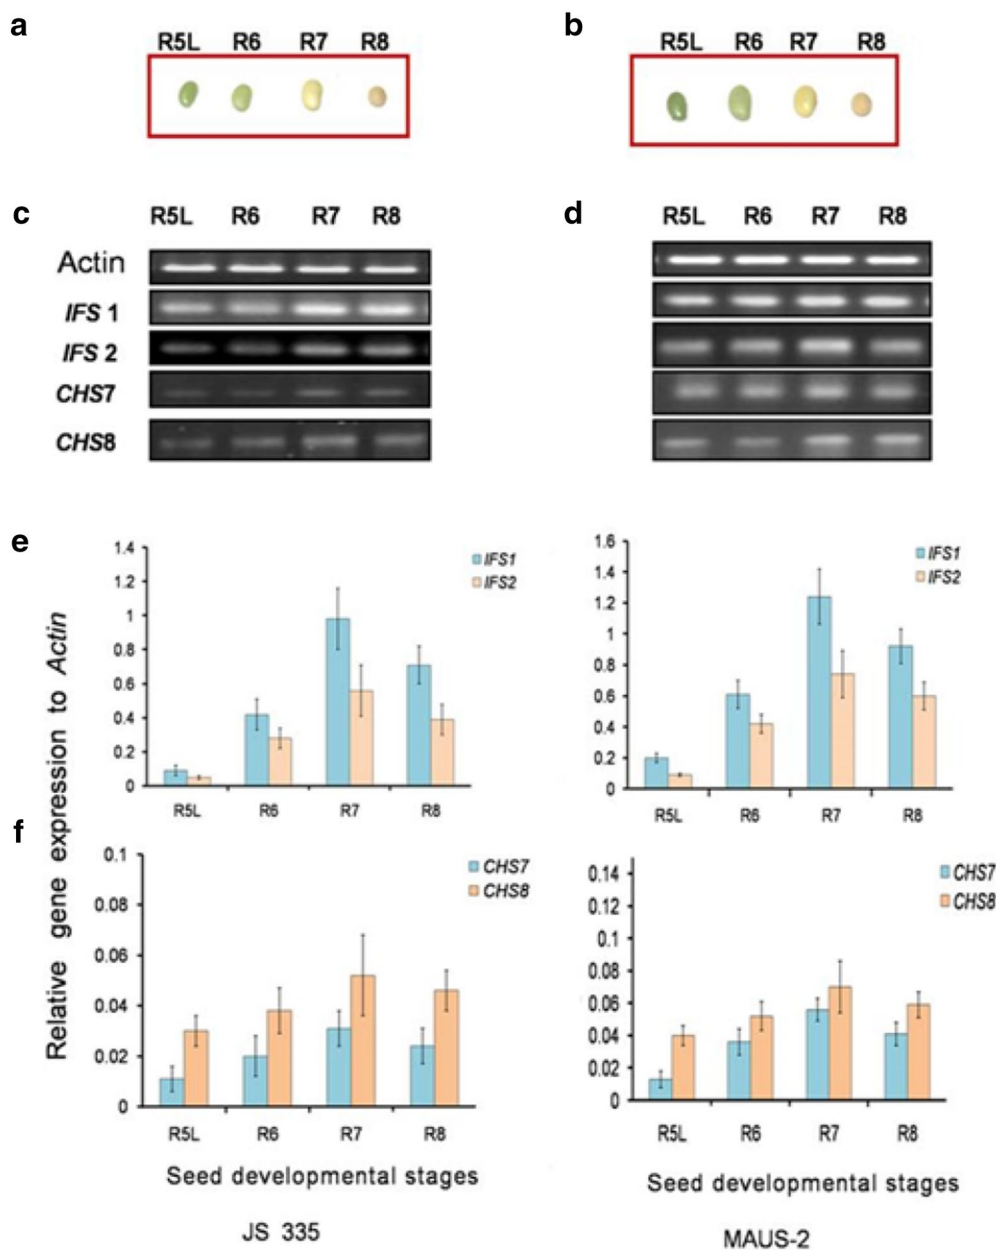 a
R5L R6 R7 R8
b
R5L R6 R7 R8
c
R5L R6 R7 R8
Actin
IFS 1
IFS 2
CHS7
CHS8
d
R5L R6 R7 R8
e
Relative gene expression to Actin
1.4
1.2
1
0.8
0.6
0.4
0.2
0
IFS1
IFS2
R5L R6 R7 R8
1.6
1.4
1.2
1
0.8
0.6
0.4
0.2
0
IFS1
IFS2
R5L R6 R7 R8
f
0.1
0.08
0.06
0.04
0.02
0
CHS7
CHS8
R5L R6 R7 R8
Seed developmental stages
JS 335
0.14
0.12
0.1
0.08
0.06
0.04
0.02
0
CHS7
CHS8
R5L R6 R7 R8
Seed developmental stages
MAUS-2